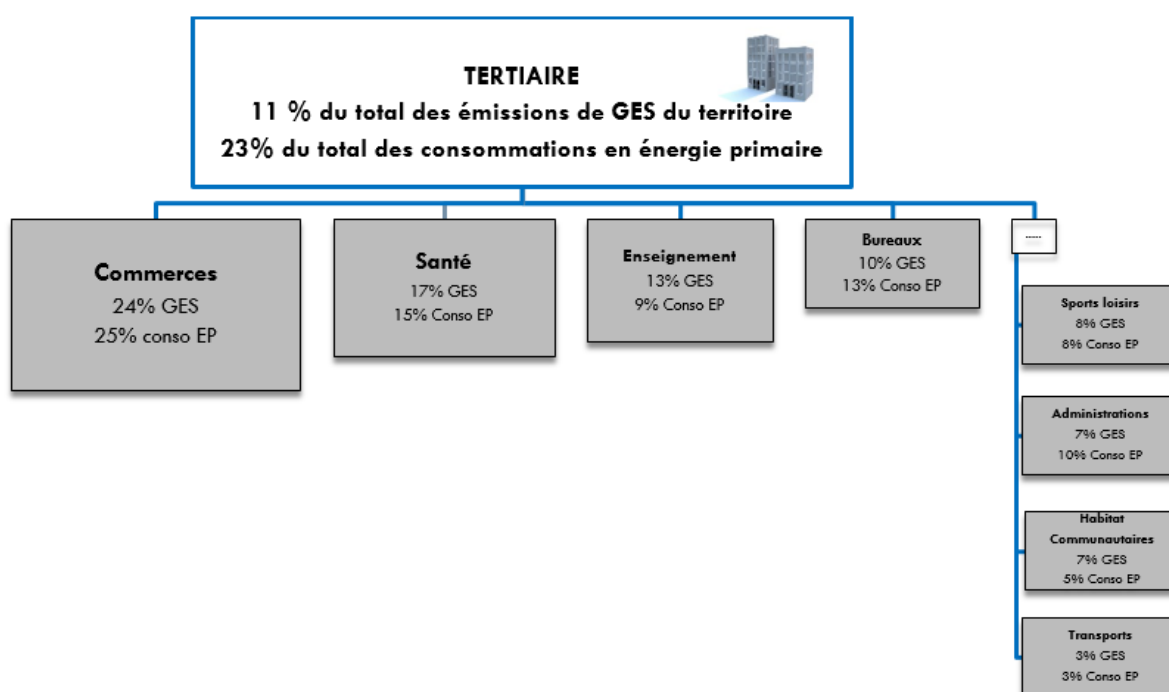 TERTIAIRE
11 % du total des émissions de GES du territoire
23% du total des consommations en énergie primaire
Commerces
24% GES
25% conso EP
Santé
17% GES
15% Conso EP
Enseignement
13% GES
9% Conso EP
Bureaux
10% GES
13% Conso EP
.....
Sports loisirs
8% GES
8% Conso EP
Administrations
7% GES
10% Conso EP
Habitat
Communautaires
7% GES
5% Conso EP
Transports
3% GES
3% Conso EP